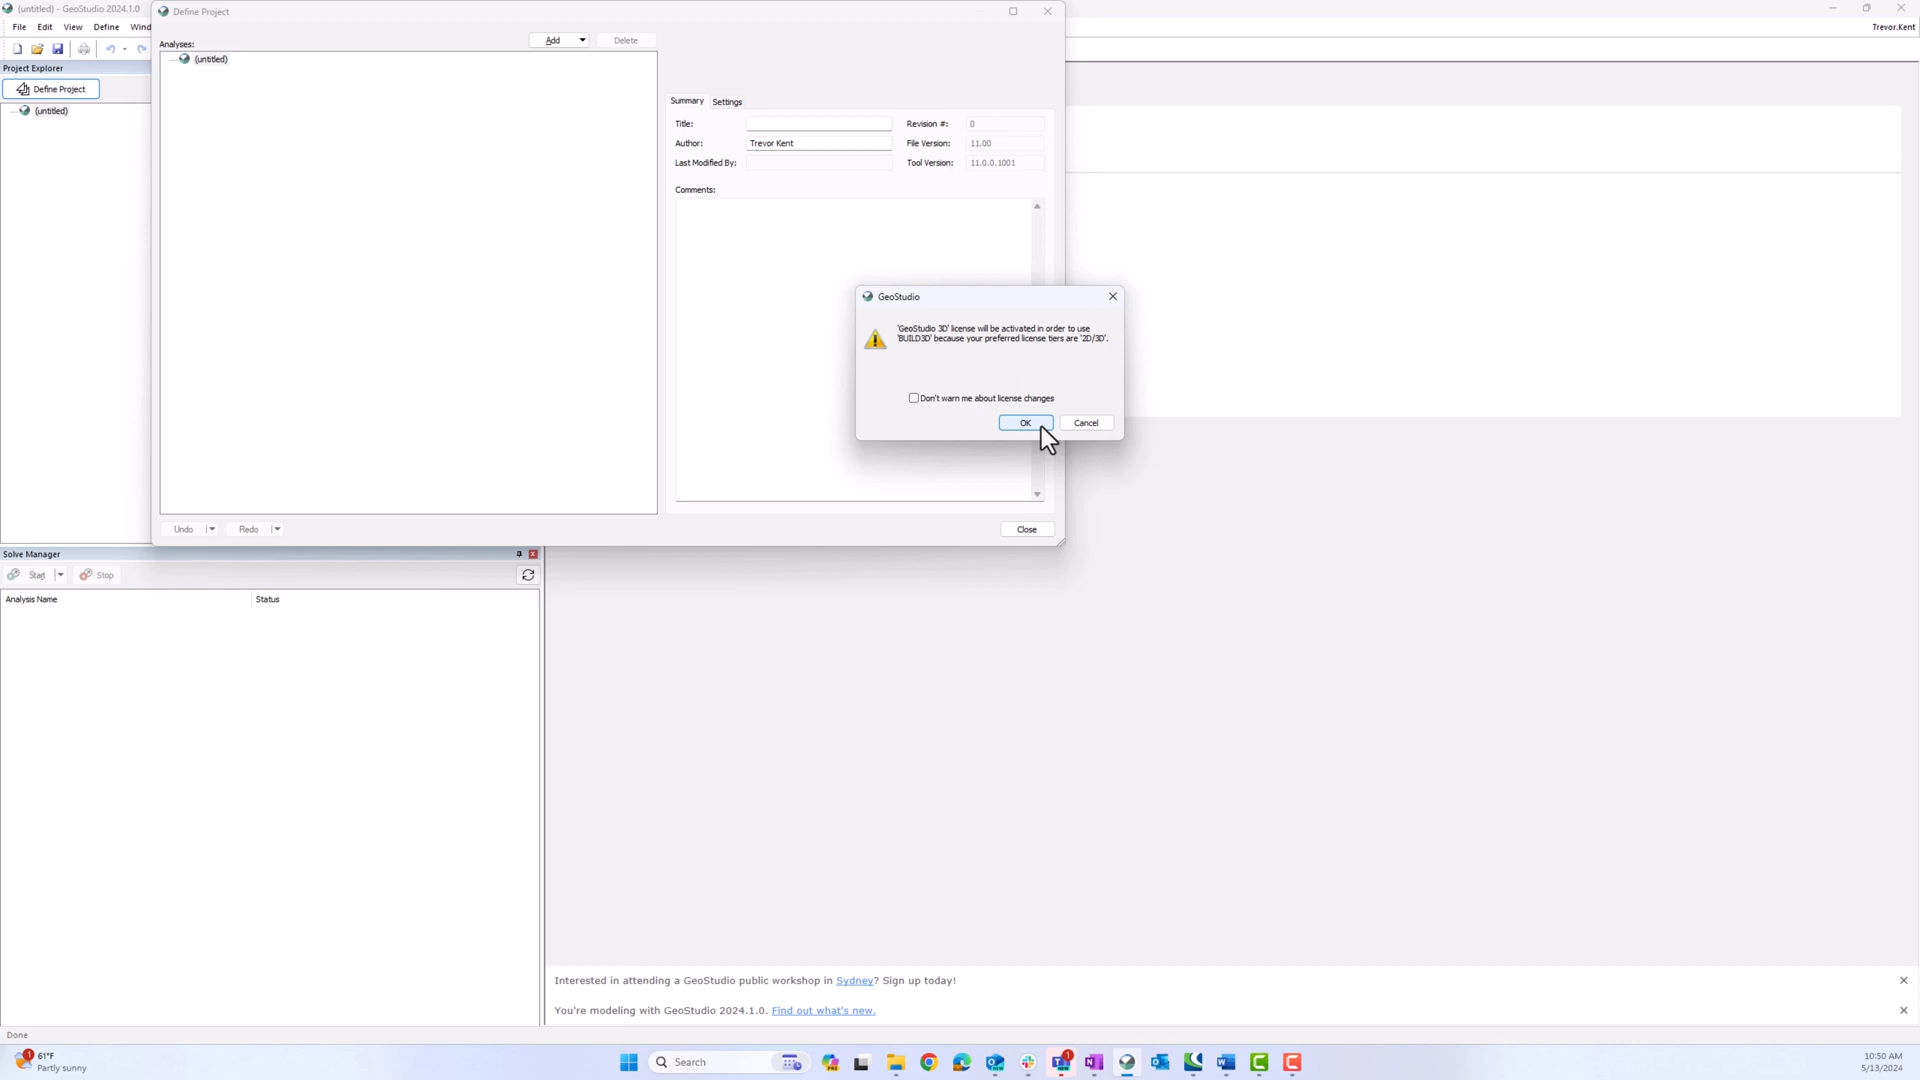 (untitled) - GeoStudio 2024.1.0
Define Project
File Edit View Define Wind
Trevor.Kent
Add
Delete
Analyses:
(untitled)
Project Explorer
Define Project
(untitled)
Summary Settings
Title:
Revision #: 0
Author: Trevor Kent
File Version: 11.00
Last Modified By:
Tool Version: 11.0.0.1001
Comments:
GeoStudio
'GeoStudio 3D' license will be activated in order to use
'BUILD3D' because your preferred license tiers are '2D/3D'.
Don't warn me about license changes
OK Cancel
Undo Redo
Close
Solve Manager
Start Stop
Analysis Name Status
Interested in attending a GeoStudio public workshop in Sydney? Sign up today!
You're modeling with GeoStudio 2024.1.0. Find out what's new.
Done
1
61°F
Partly sunny
Search
1
10:50 AM
5/13/2024